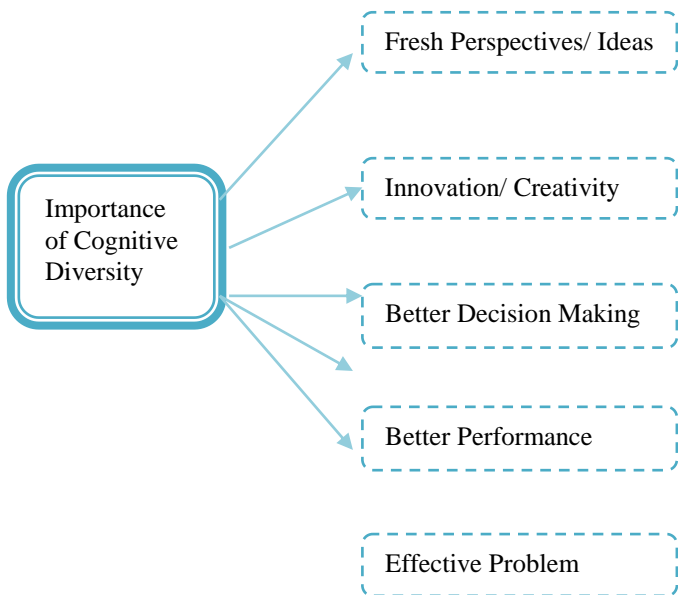 Fresh Perspectives/ Ideas
Importance
of Cognitive
Diversity
Innovation/ Creativity
Better Decision Making
Better Performance
Effective Problem